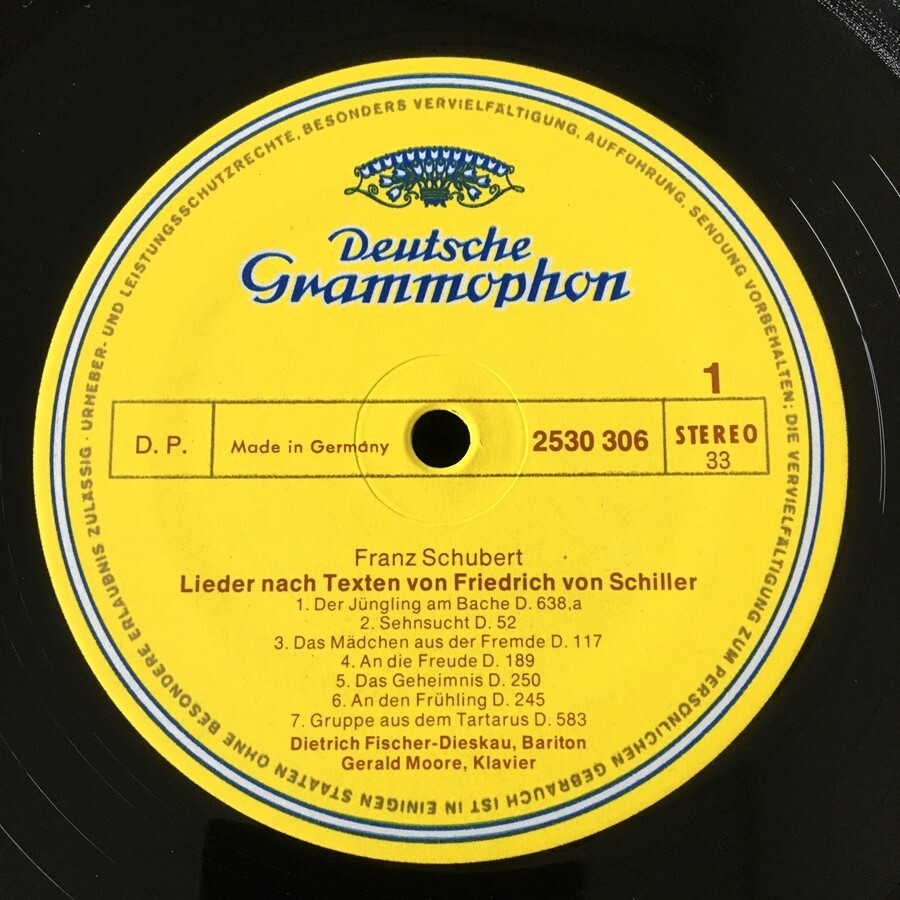 URHEBER- UND LEISTUNGSSCHUTZRECHTE, BESONDERS VERVIELFÄLTIGUNG, AUFFÜHRUNG, SENDUNG VORBEHALTEN; DIE VERVIELFÄLTIGUNG ZUM PERSÖNLICHEN GEBRAUCH IST IN EINIGEN STAATEN OHNE BESONDERE ERLAUBNIS ZULÄSSIG ·
Deutsche
Grammophon
1
D. P.
Made in Germany
2530 306
STEREO
33
Franz Schubert
Lieder nach Texten von Friedrich von Schiller
1. Der Jüngling am Bache D. 638,a
2. Sehnsucht D. 52
3. Das Mädchen aus der Fremde D. 117
4. An die Freude D. 189
5. Das Geheimnis D. 250
6. An den Frühling D. 245
7. Gruppe aus dem Tartarus D. 583
Dietrich Fischer-Dieskau, Bariton
Gerald Moore, Klavier